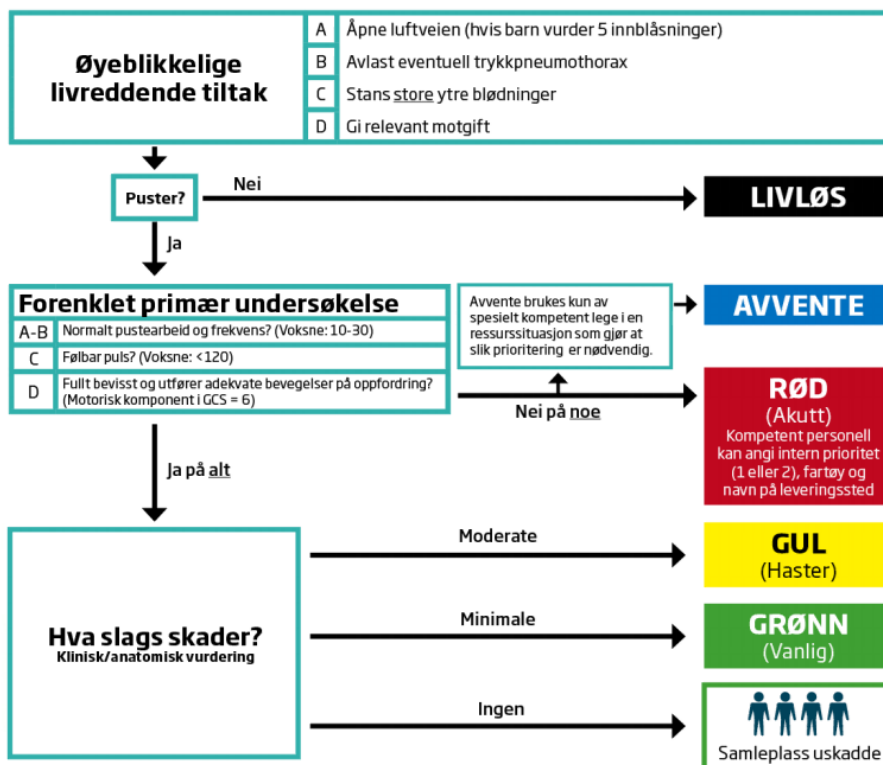 Øyeblikkelige
livreddende tiltak
A Åpne luftveien (hvis barn vurder 5 innblåsninger)
B Avlast eventuell trykkpneumothorax
C Stans store ytre blødninger
D Gi relevant motgift
Puster?
Nei
LIVLØS
Ja
Forenklet primær undersøkelse
A-B Normalt pustearbeid og frekvens? (Voksne: 10-30)
C Følbar puls? (Voksne: <120)
D Fullt bevisst og utfører adekvate bevegelser på oppfordring?
(Motorisk komponent i GCS = 6)
Avvente brukes kun av
spesielt kompetent lege i en
ressurssituasjon som gjør at
slik prioritering er nødvendig.
AVVENTE
Nei på noe
RØD
(Akutt)
Kompetent personell
kan angi intern prioritet
(1 eller 2), fartøy og
navn på leveringssted
Ja på alt
Hva slags skader?
Klinisk/anatomisk vurdering
Moderate
GUL
(Haster)
Minimale
GRØNN
(Vanlig)
Ingen
Samleplass uskadde